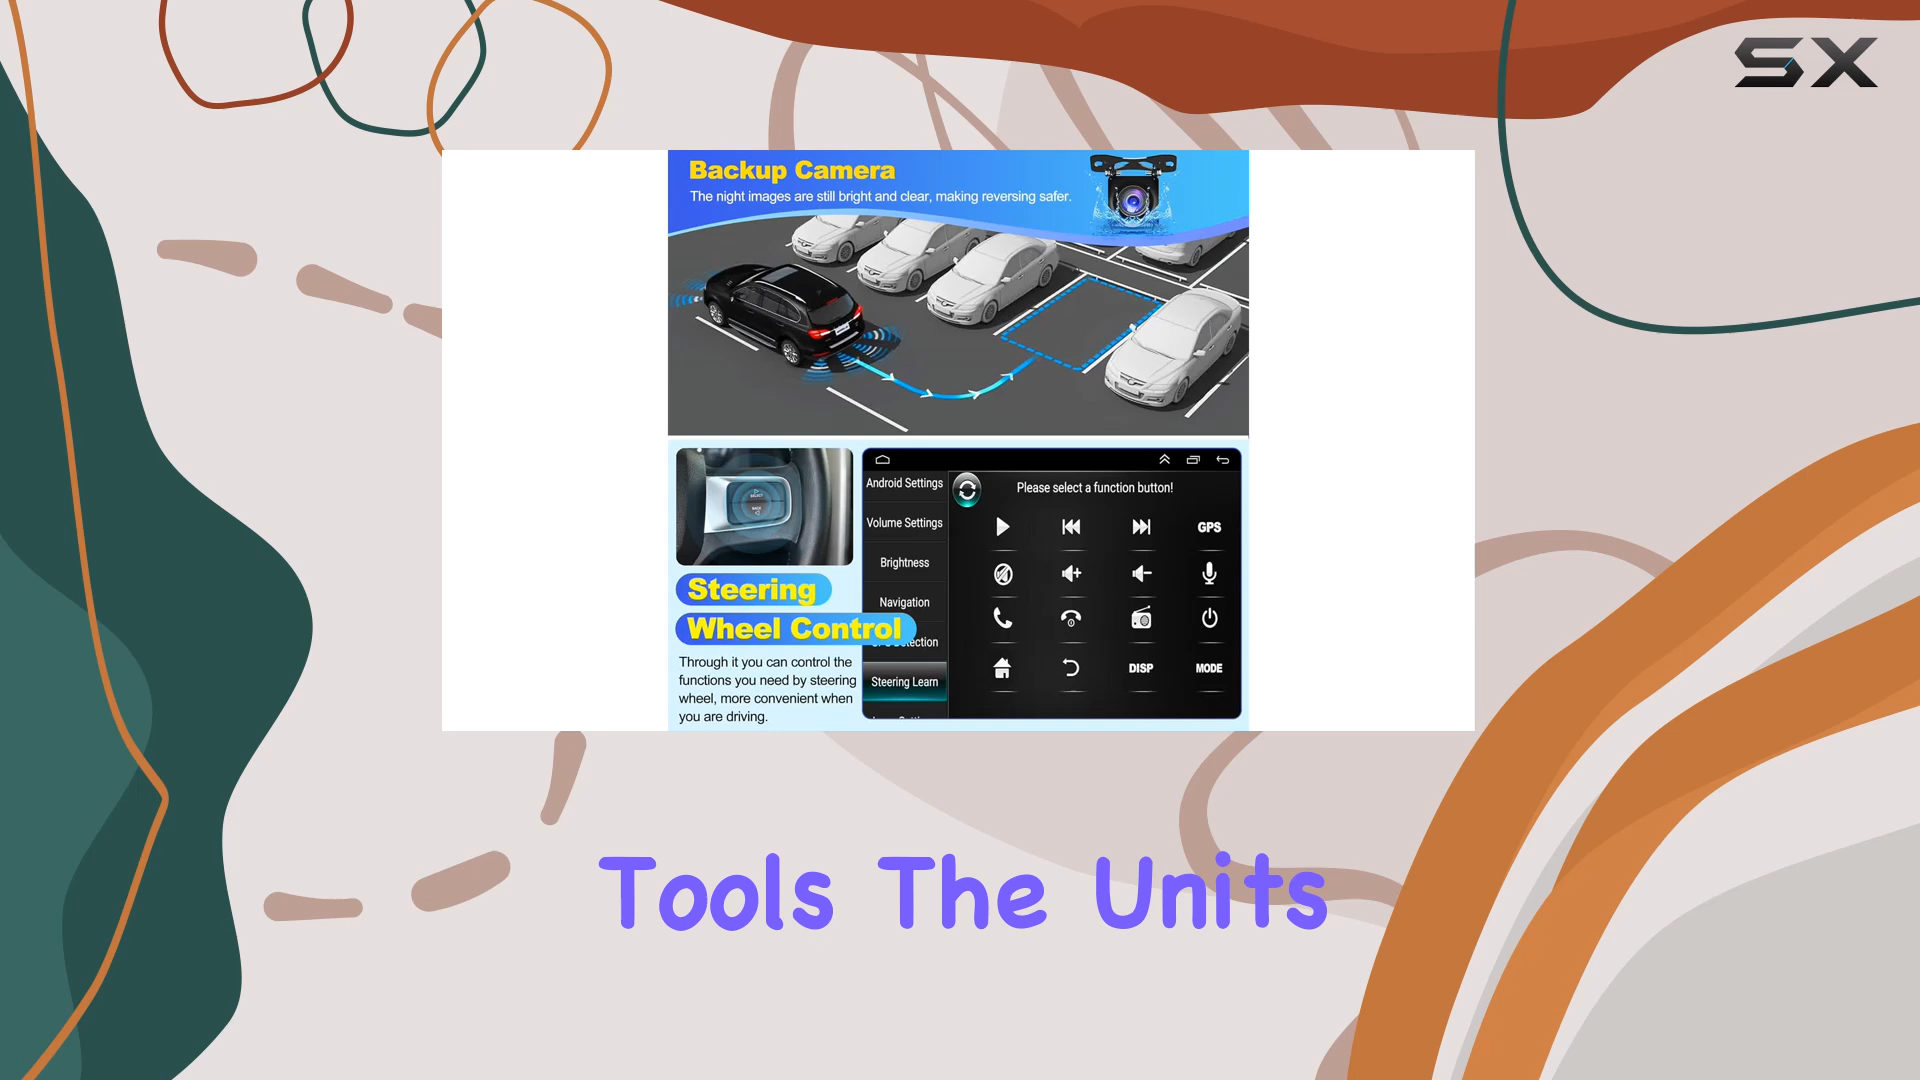 SX
Backup Camera
The night images are still bright and clear, making reversing safer.
SELECT
BACK
Steering
Wheel Control
Through it you can control the
functions you need by steering
wheel, more convenient when
you are driving.
Android Settings
Volume Settings
Brightness
Navigation
Steering Learn
Please select a function button!
GPS
DISP
MODE
Tools The Units